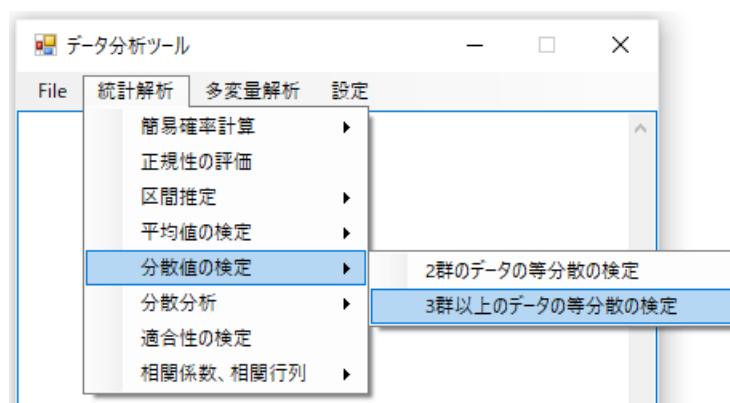 データ分析ツール
File 統計解析 多変量解析 設定
簡易確率計算
正規性の評価
区間推定
平均値の検定
分散値の検定
2群のデータの等分散の検定
分散分析
3群以上のデータの等分散の検定
適合性の検定
相関係数、相関行列